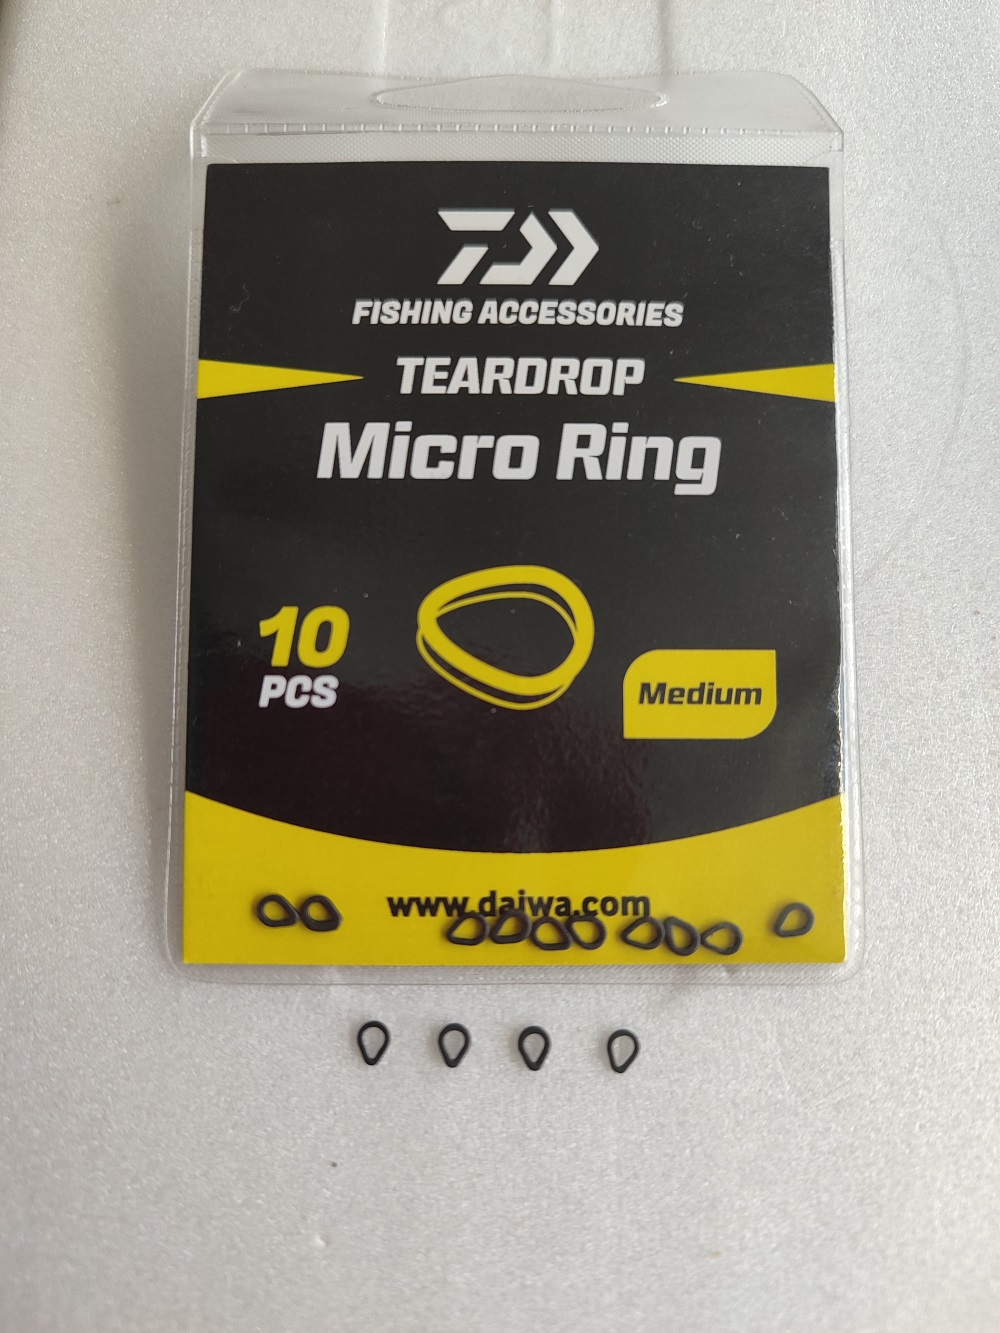 FISHING ACCESSORIES
TEARDROP
Micro Ring
10
PCS
Medium
www.daiwa.com